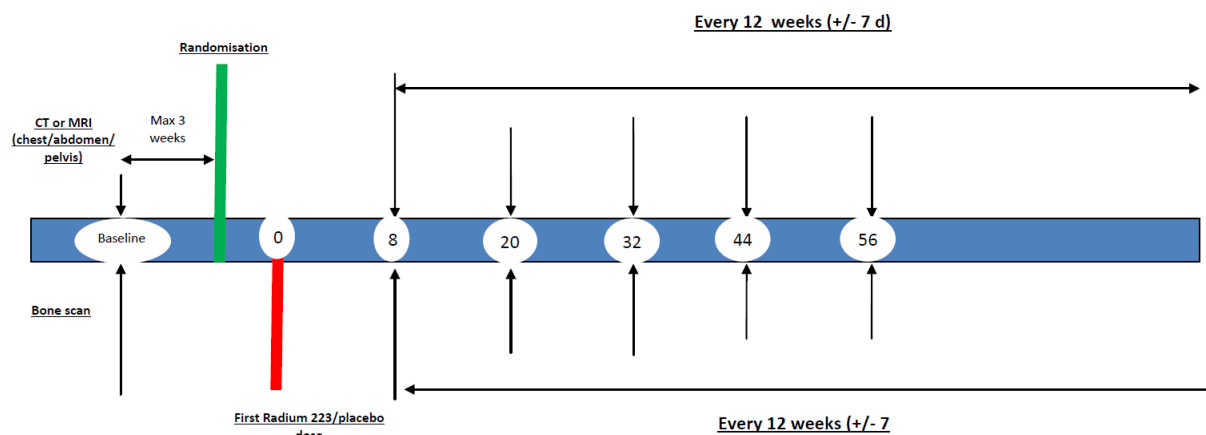 Every 12 weeks (+/- 7 d)
Randomisation
CT or MRI
(chest/abdomen/
pelvis)
Max 3
weeks
Baseline
0
8
20
32
44
56
Bone scan
First Radium 223/placebo
dose
Every 12 weeks (+/- 7